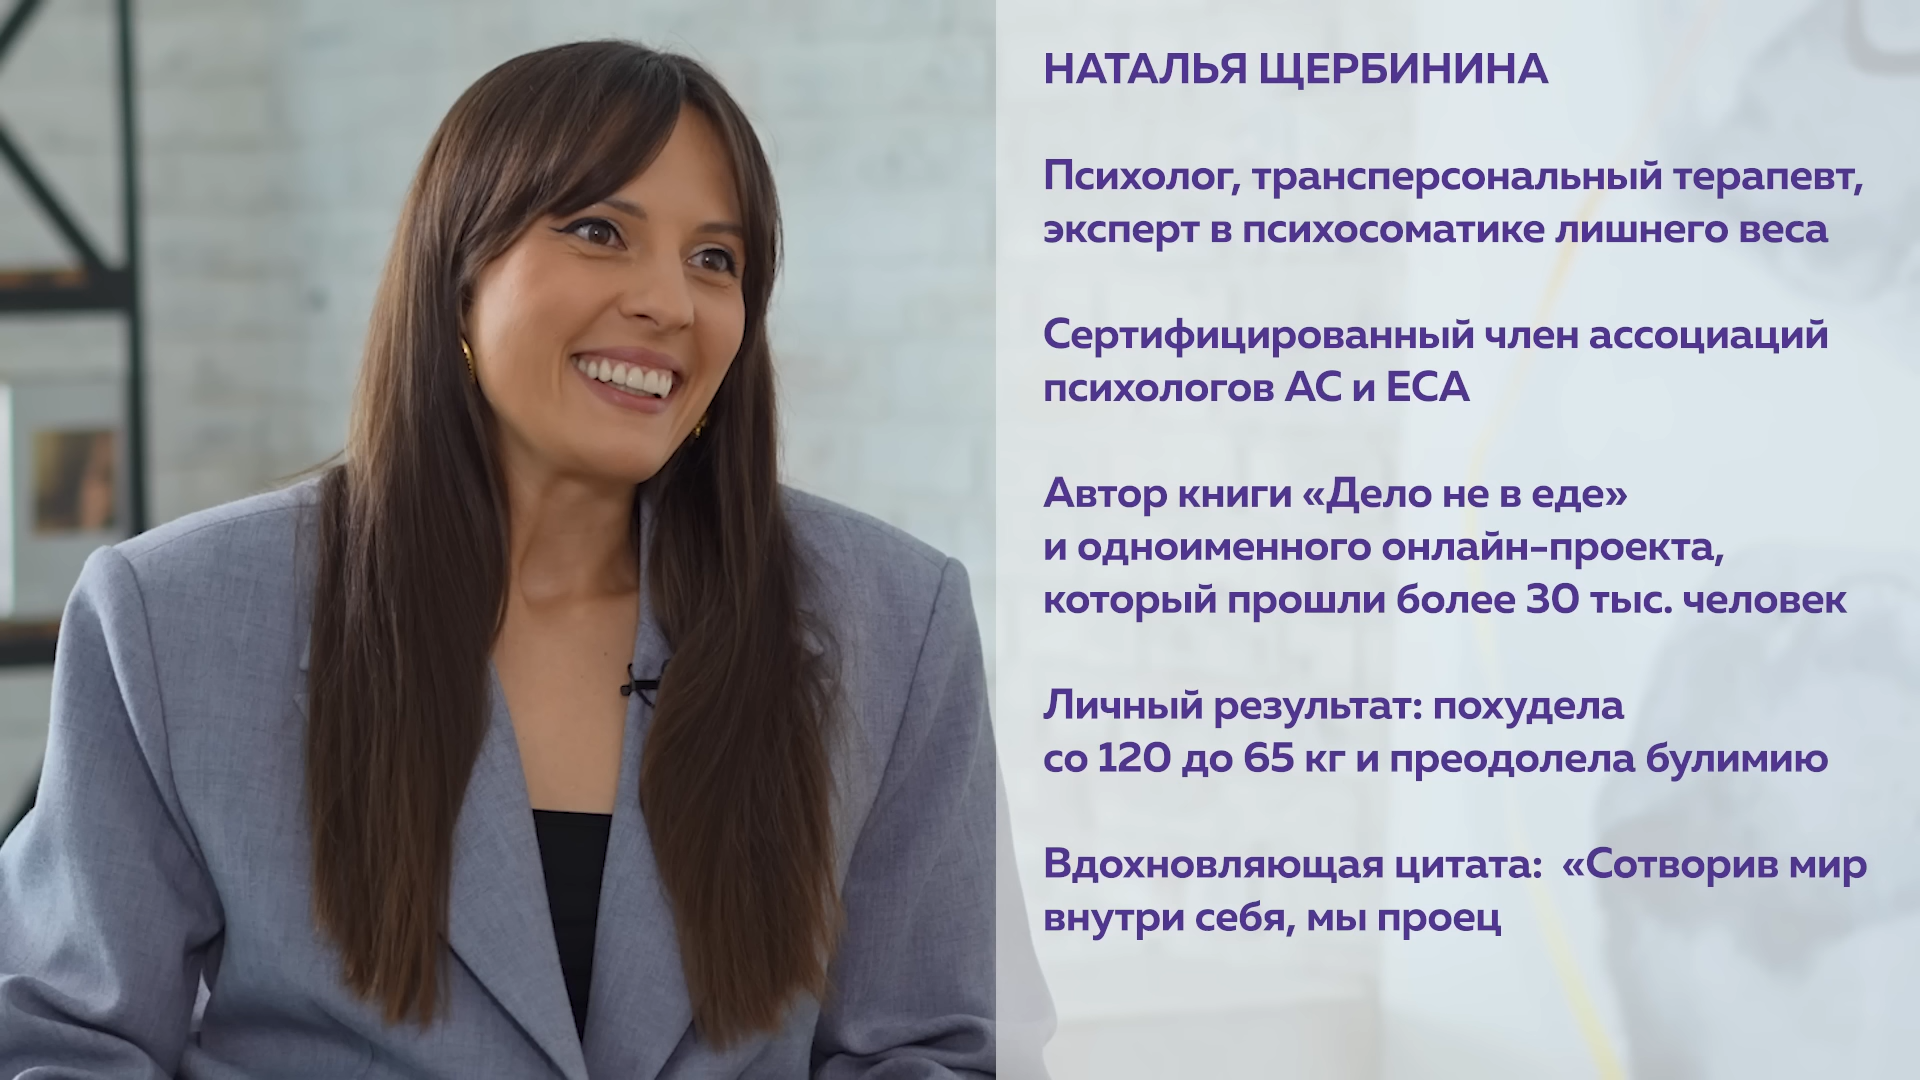 НАТАЛЬЯ ЩЕРБИНИНА
Психолог, трансперсональный терапевт,
эксперт в психосоматике лишнего веса
Сертифицированный член ассоциаций
психологов АС и ЕСА
Автор книги «Дело не в еде»
и одноименного онлайн-проекта,
который прошли более 30 тыс. человек
Личный результат: похудела
со 120 до 65 кг и преодолела булимию
Вдохновляющая цитата:  «Сотворив мир
внутри себя, мы проец